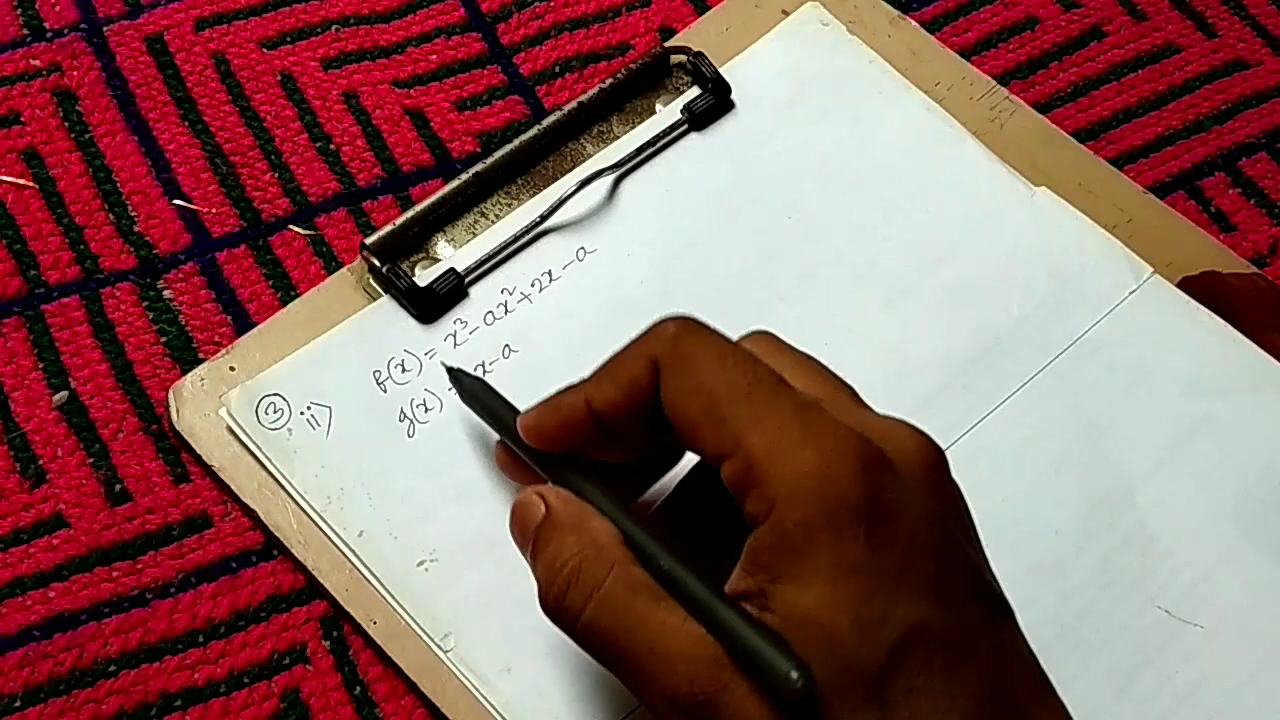 ③ ii) f(x) = x³ - ax² + 2x - a
g(x) = x - a